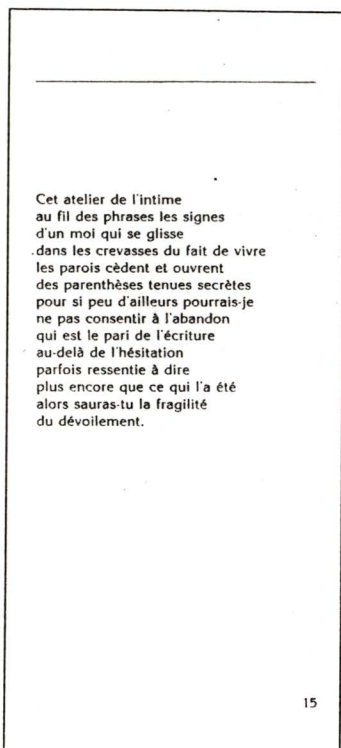 Cet atelier de l'intime
au fil des phrases les signes
d'un moi qui se glisse
dans les crevasses du fait de vivre
les parois cèdent et ouvrent
des parenthèses tenues secrètes
pour si peu d'ailleurs pourrais-je
ne pas consentir à l'abandon
qui est le pari de l'écriture
au-delà de l'hésitation
parfois ressentie à dire
plus encore que ce qui l'a été
alors sauras-tu la fragilité
du dévoilement.
15